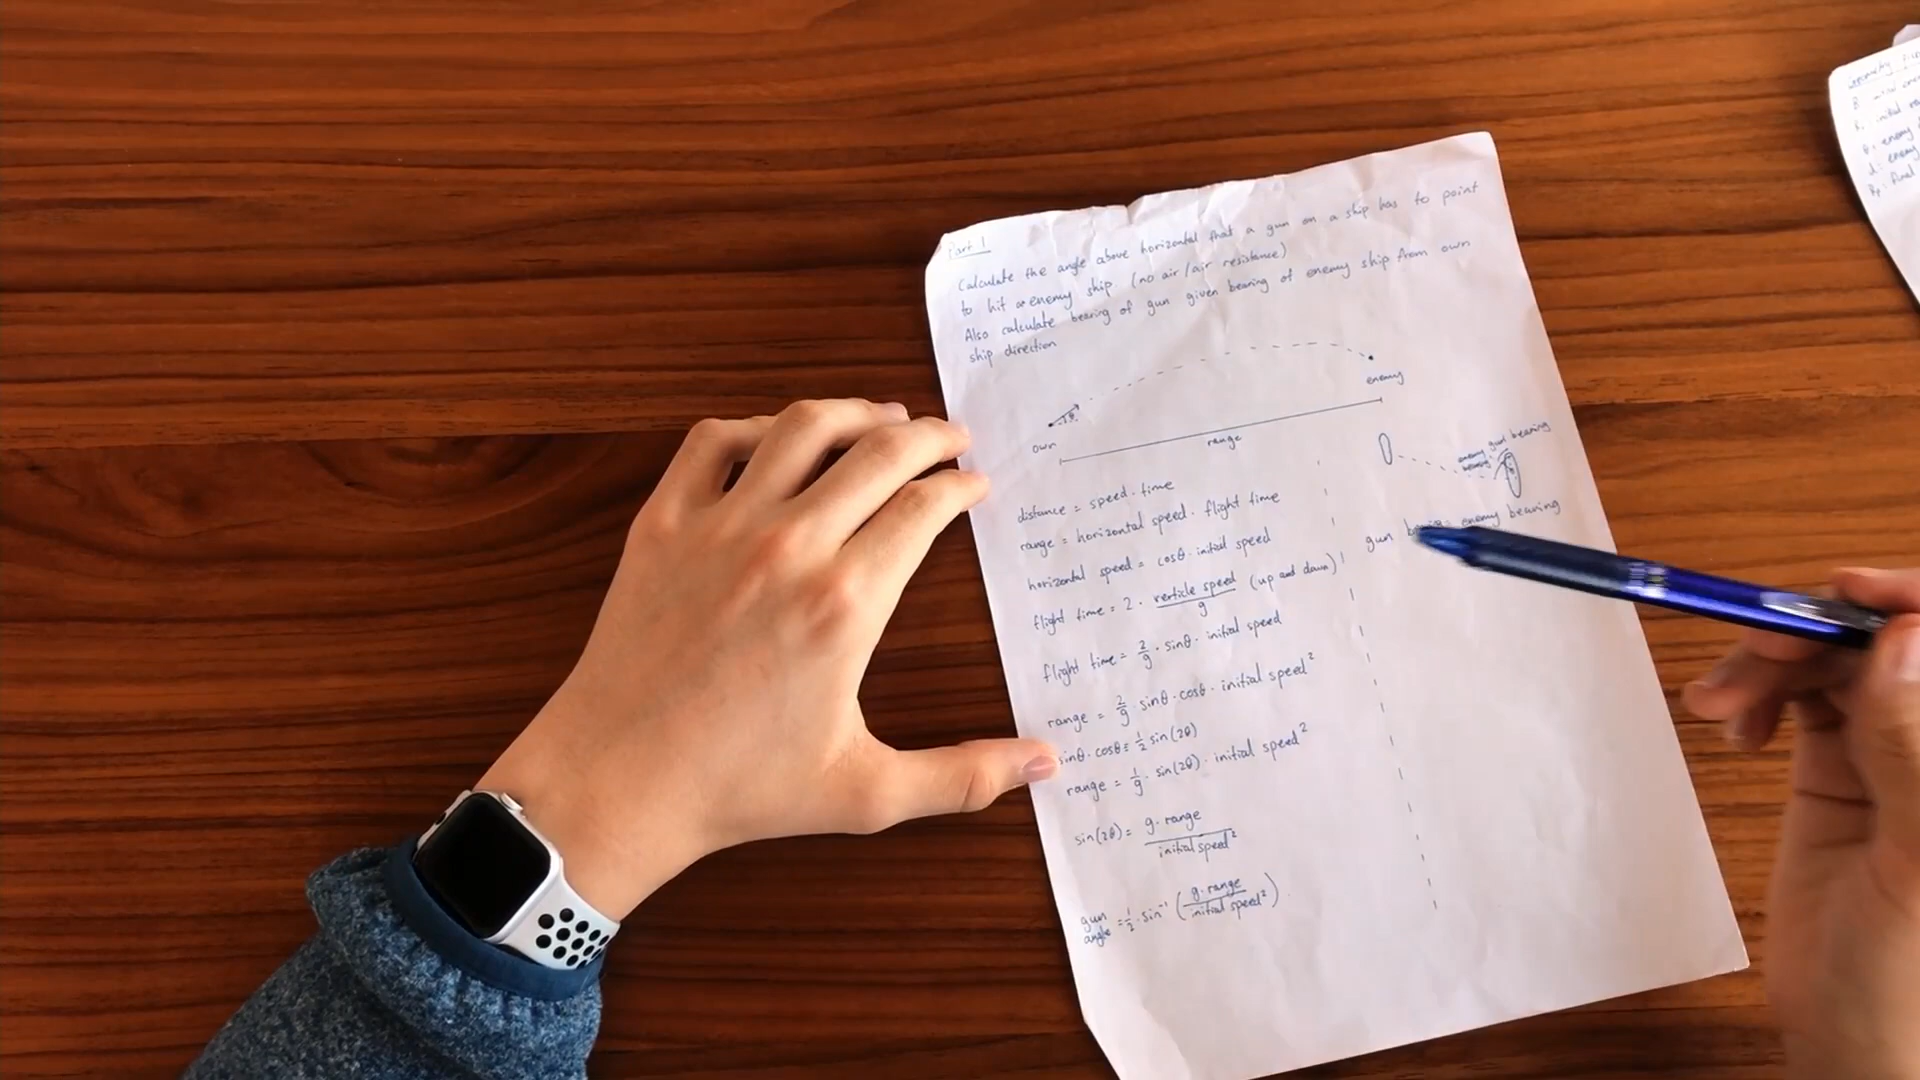 Part 1
Calculate the angle above horizontal that a gun on a ship has to point
to hit a enemy ship. (no air/air resistance)
Also calculate bearing of gun given bearing of enemy ship from own
ship direction
θ
own
enemy
range
enemy bearing
gun bearing
distance = speed · time
range = horizontal speed · flight time
horizontal speed = cosθ · initial speed
flight time = 2 · verticle speed / g (up and down)
flight time = 2/g · sinθ · initial speed
range = 2/g · sinθ · cosθ · initial speed²
sinθ · cosθ = 1/2 sin(2θ)
range = 1/g · sin(2θ) · initial speed²
sin(2θ) = g · range / initial speed²
gun angle = 1/2 · sin⁻¹ (g · range / initial speed²)
gun enemy bearing
initial
enemy
enemy
final